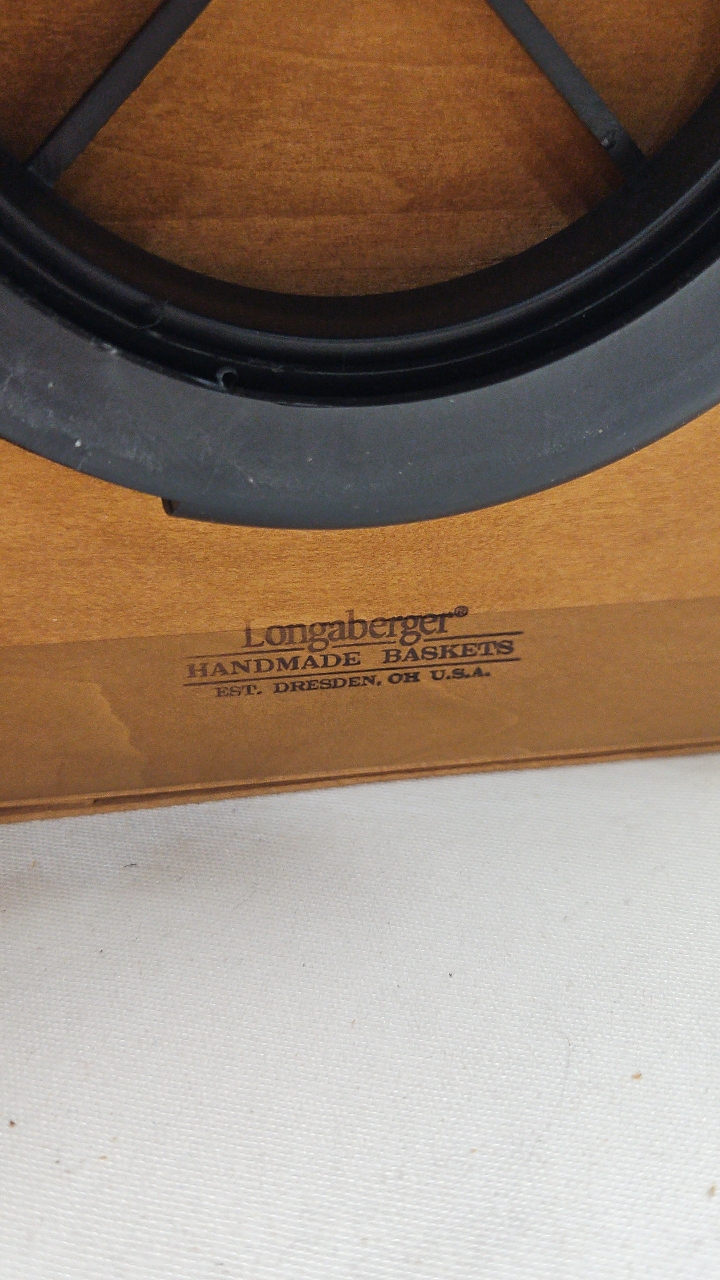 Longaberger®
HANDMADE BASKETS
EST. DRESDEN, OH U.S.A.